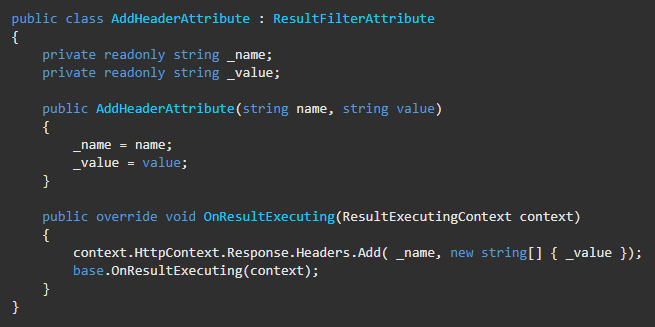 public class AddHeaderAttribute : ResultFilterAttribute
{
    private readonly string _name;
    private readonly string _value;
    public AddHeaderAttribute(string name, string value)
    {
        _name = name;
        _value = value;
    }
    public override void OnResultExecuting(ResultExecutingContext context)
    {
        context.HttpContext.Response.Headers.Add( _name, new string[] { _value });
        base.OnResultExecuting(context);
    }
}